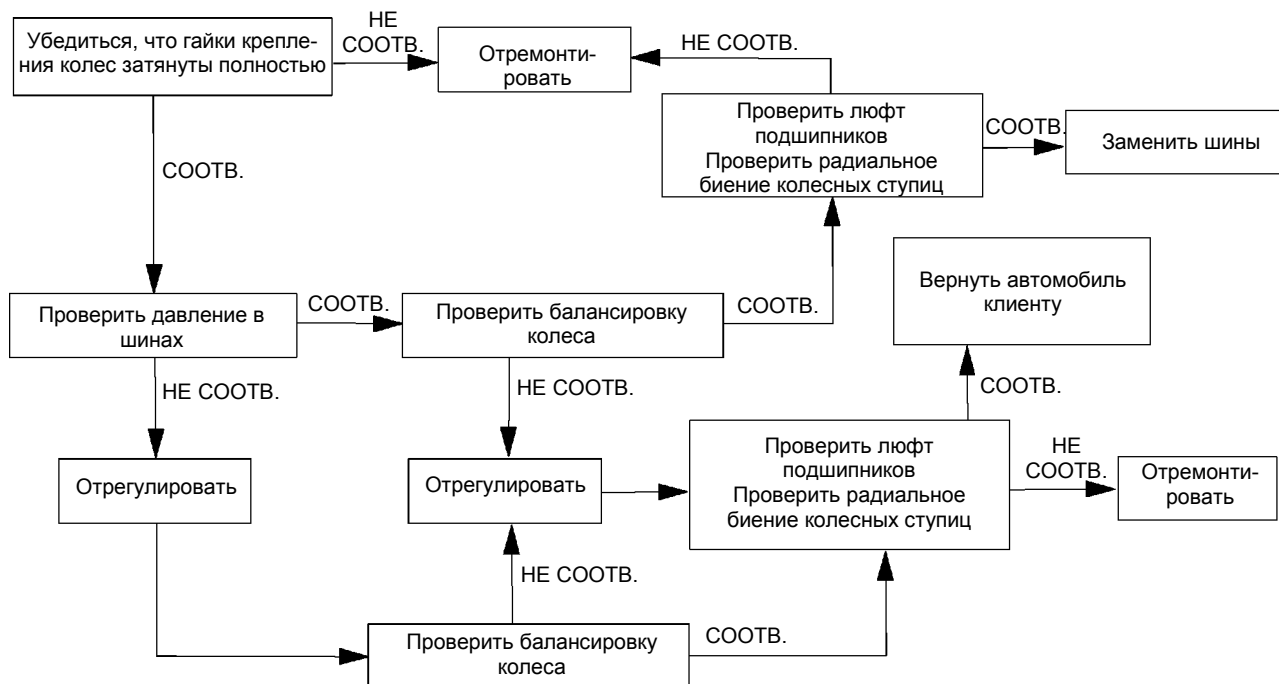 Убедиться, что гайки крепле-
ния колес затянуты полностью
НЕ
СООТВ.
Отремонти-
ровать
НЕ СООТВ.
Проверить люфт
подшипников
Проверить радиальное
биение колесных ступиц
СООТВ.
Заменить шины
СООТВ.
Проверить давление в
шинах
СООТВ.
Проверить балансировку
колеса
СООТВ.
Вернуть автомобиль
клиенту
НЕ СООТВ.
НЕ СООТВ.
СООТВ.
Отрегулировать
Отрегулировать
Проверить люфт
подшипников
Проверить радиальное
биение колесных ступиц
НЕ
СООТВ.
Отремонти-
ровать
НЕ СООТВ.
Проверить балансировку
колеса
СООТВ.